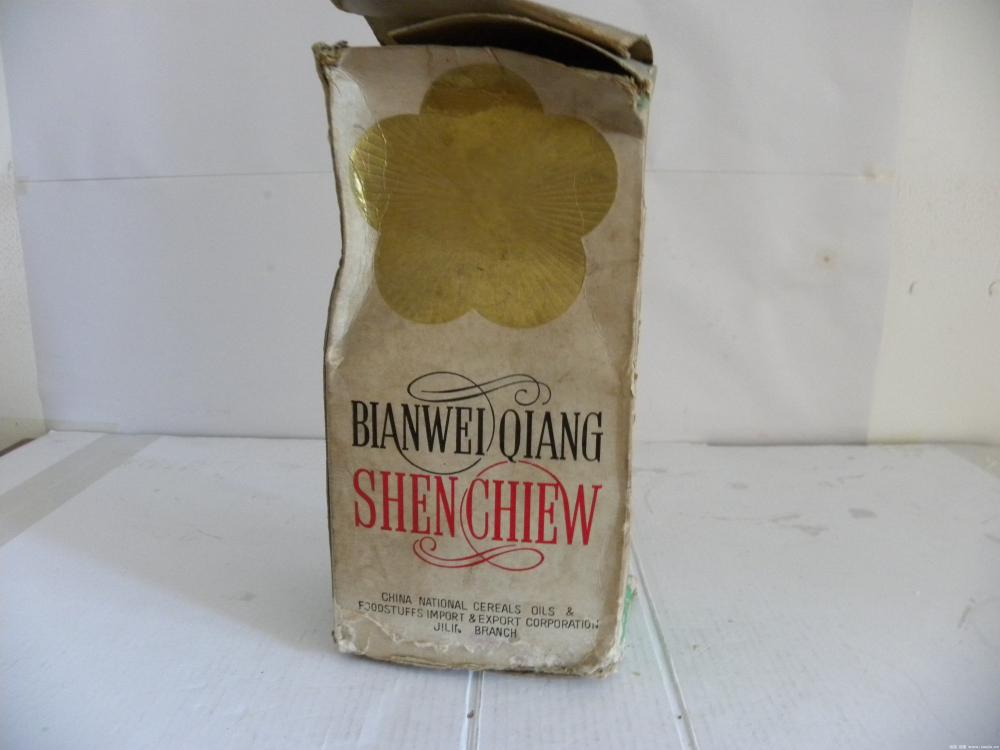 BIANWEI QIANG
SHEN CHIEW
CHINA NATIONAL CEREALS OILS &
FOODSTUFFS IMPORT & EXPORT CORPORATION
JILIN BRANCH